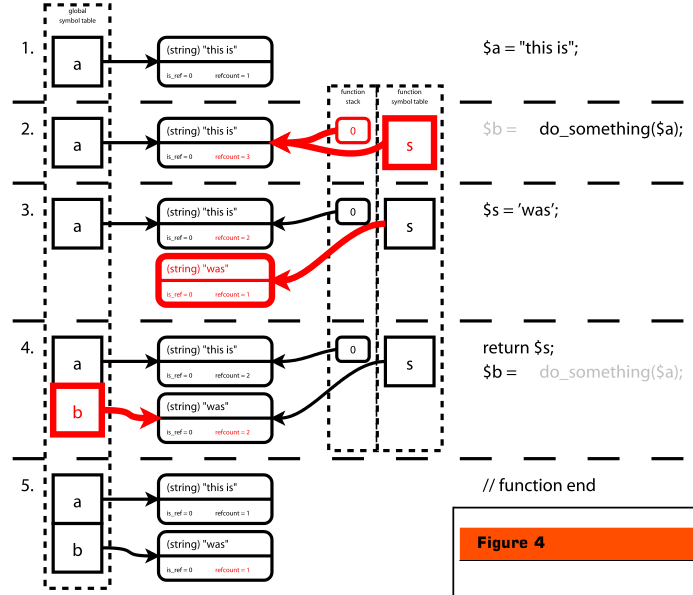 global
symbol table
1.
a
(string) "this is"
is_ref = 0 refcount = 1
$a = "this is";
function
stack
function
symbol table
2.
a
(string) "this is"
is_ref = 0 refcount = 3
0
s
$b = do_something($a);
3.
a
(string) "this is"
is_ref = 0 refcount = 2
0
s
$s = ’was’;
(string) "was"
is_ref = 0 refcount = 1
4.
a
(string) "this is"
is_ref = 0 refcount = 2
0
s
return $s;
$b = do_something($a);
b
(string) "was"
is_ref = 0 refcount = 2
5.
a
(string) "this is"
is_ref = 0 refcount = 1
// function end
b
(string) "was"
is_ref = 0 refcount = 1
Figure 4